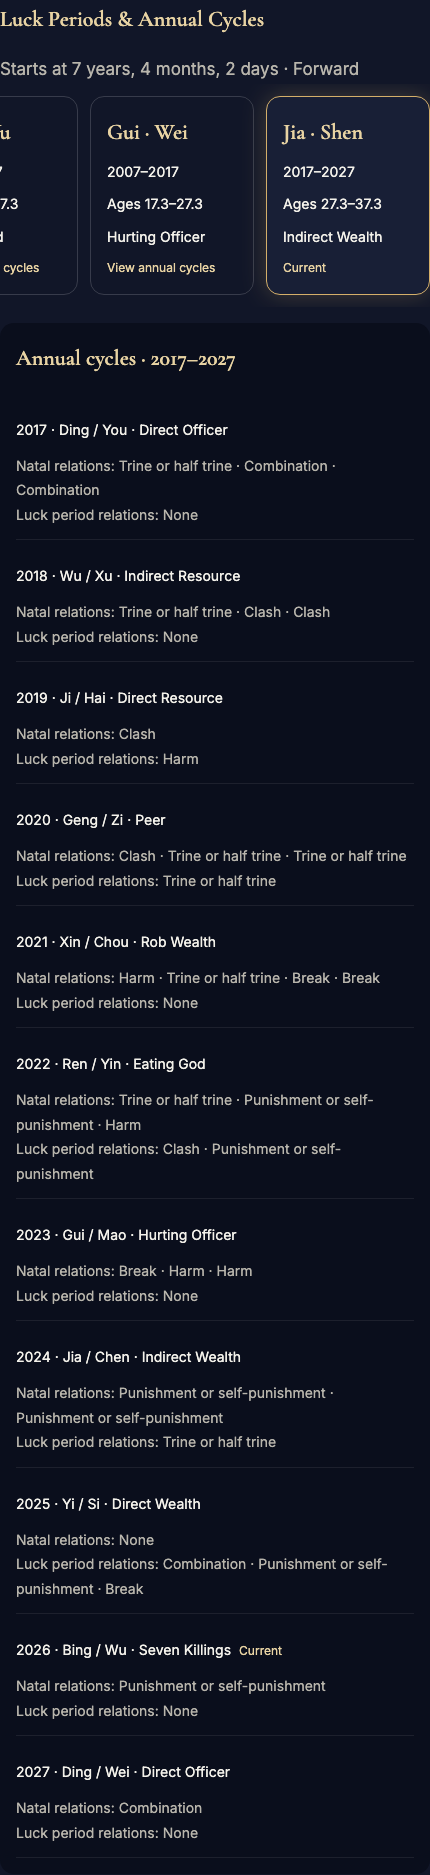 Luck Periods & Annual Cycles
Starts at 7 years, 4 months, 2 days · Forward
Gui · Wei
2007–2017
Ages 17.3–27.3
Hurting Officer
View annual cycles
Jia · Shen
2017–2027
Ages 27.3–37.3
Indirect Wealth
Current
7.3
cycles
Annual cycles · 2017–2027
2017 · Ding / You · Direct Officer
Natal relations: Trine or half trine · Combination ·
Combination
Luck period relations: None
2018 · Wu / Xu · Indirect Resource
Natal relations: Trine or half trine · Clash · Clash
Luck period relations: None
2019 · Ji / Hai · Direct Resource
Natal relations: Clash
Luck period relations: Harm
2020 · Geng / Zi · Peer
Natal relations: Clash · Trine or half trine · Trine or half trine
Luck period relations: Trine or half trine
2021 · Xin / Chou · Rob Wealth
Natal relations: Harm · Trine or half trine · Break · Break
Luck period relations: None
2022 · Ren / Yin · Eating God
Natal relations: Trine or half trine · Punishment or self-
punishment · Harm
Luck period relations: Clash · Punishment or self-
punishment
2023 · Gui / Mao · Hurting Officer
Natal relations: Break · Harm · Harm
Luck period relations: None
2024 · Jia / Chen · Indirect Wealth
Natal relations: Punishment or self-punishment ·
Punishment or self-punishment
Luck period relations: Trine or half trine
2025 · Yi / Si · Direct Wealth
Natal relations: None
Luck period relations: Combination · Punishment or self-
punishment · Break
2026 · Bing / Wu · Seven Killings Current
Natal relations: Punishment or self-punishment
Luck period relations: None
2027 · Ding / Wei · Direct Officer
Natal relations: Combination
Luck period relations: None